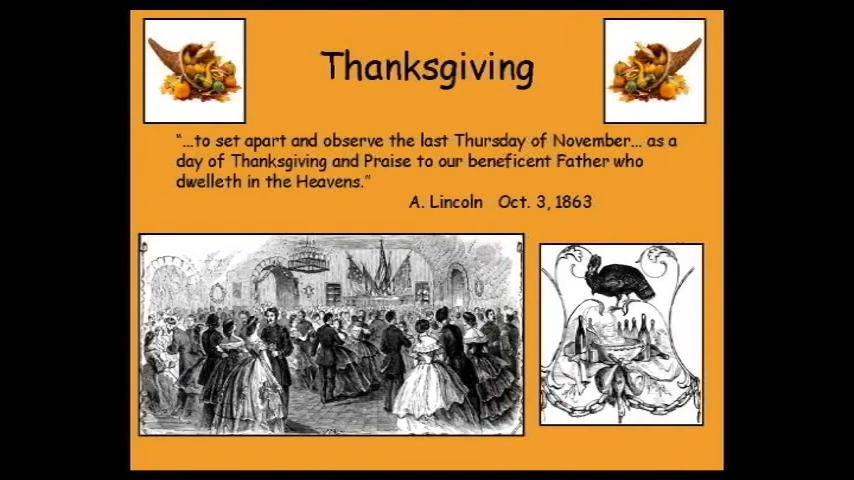 Thanksgiving
"...to set apart and observe the last Thursday of November... as a
day of Thanksgiving and Praise to our beneficent Father who
dwelleth in the Heavens."
A. Lincoln Oct. 3, 1863